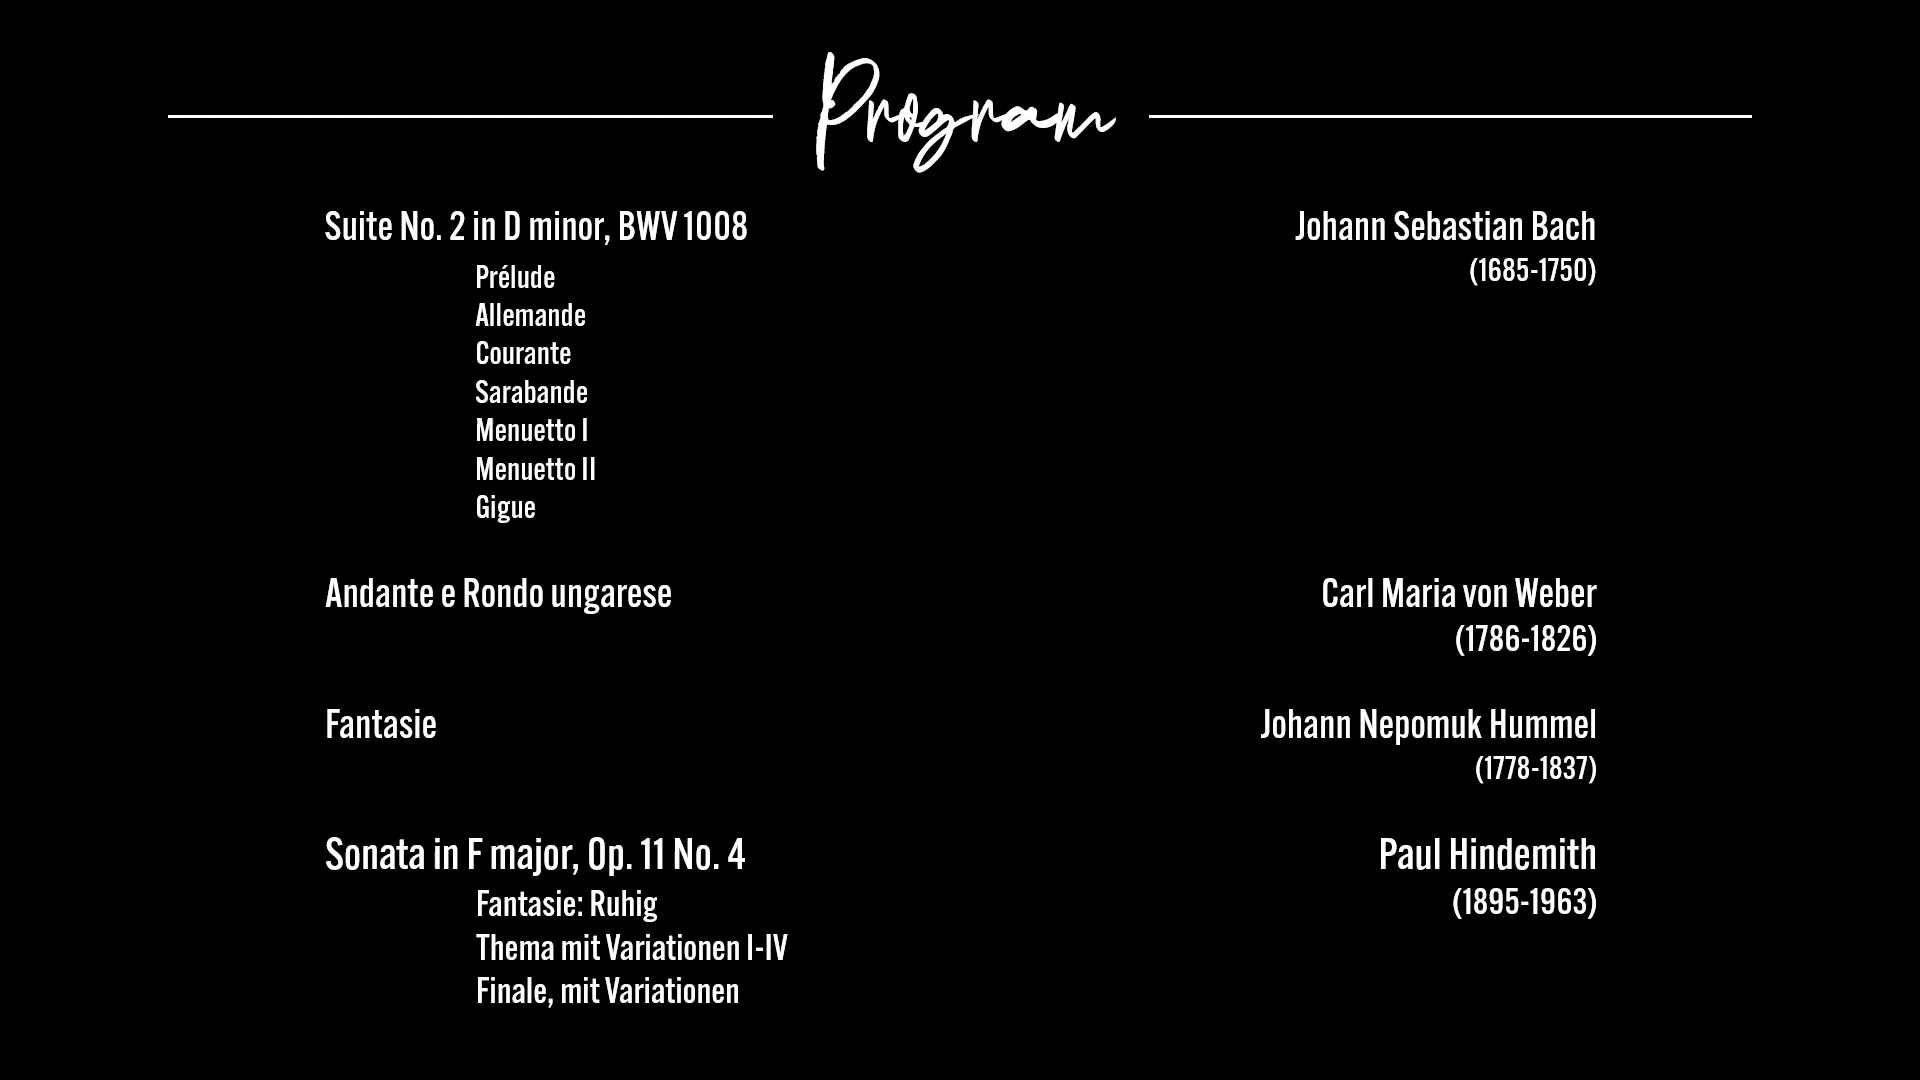 Program
Suite No. 2 in D minor, BWV 1008 Johann Sebastian Bach
(1685-1750)
Prélude
Allemande
Courante
Sarabande
Menuetto I
Menuetto II
Gigue
Andante e Rondo ungarese Carl Maria von Weber
(1786-1826)
Fantasie Johann Nepomuk Hummel
(1778-1837)
Sonata in F major, Op. 11 No. 4 Paul Hindemith
Fantasie: Ruhig (1895-1963)
Thema mit Variationen I-IV
Finale, mit Variationen